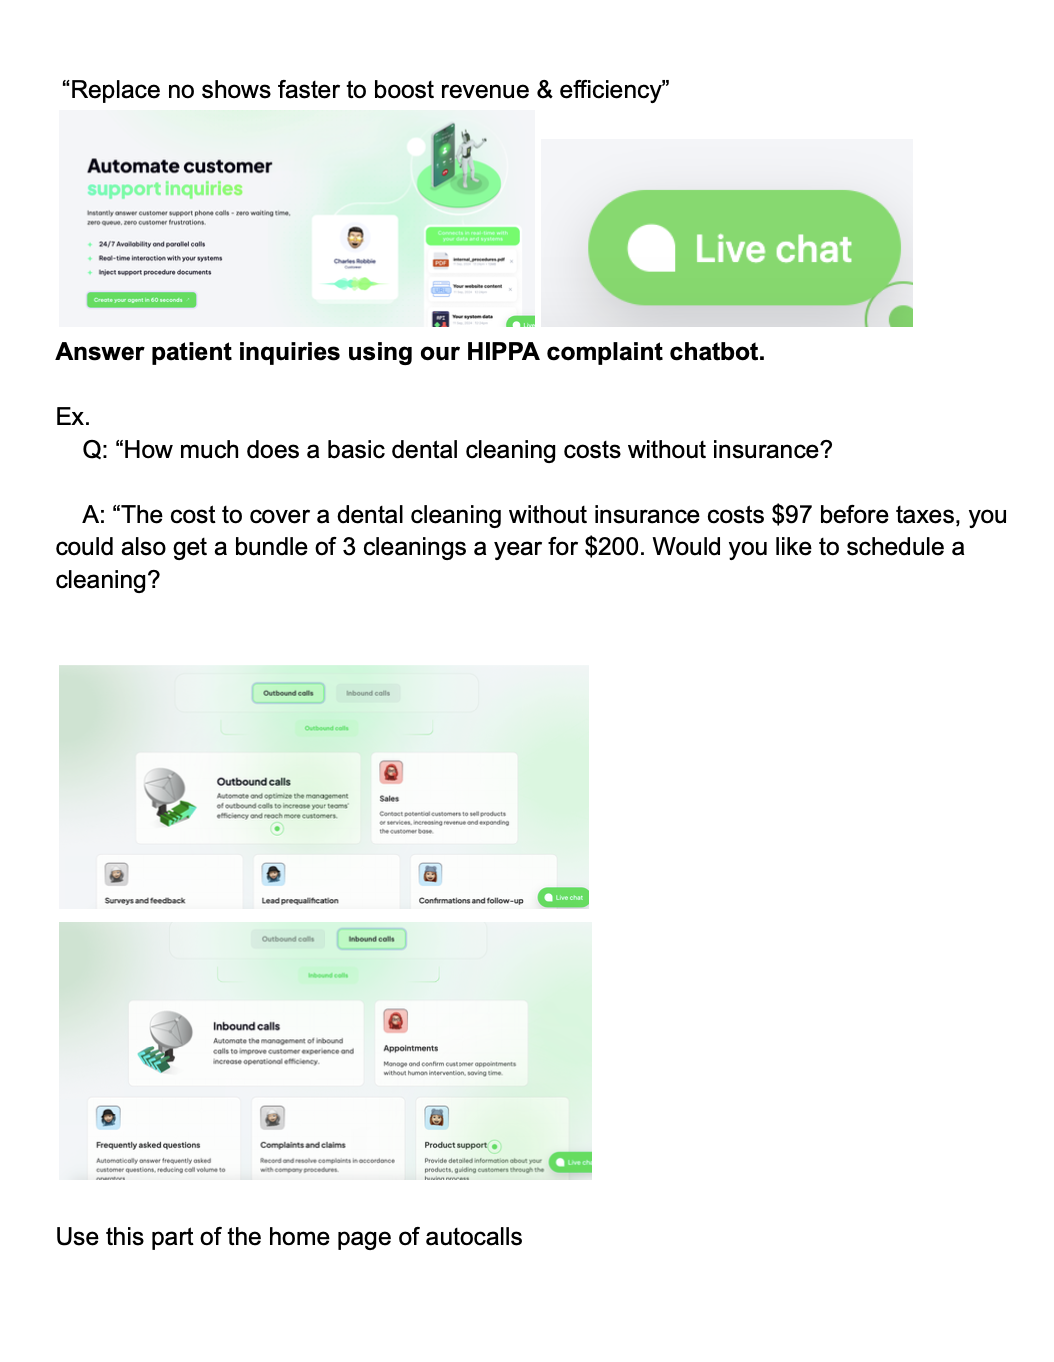 “Replace no shows faster to boost revenue & efficiency”
Automate customer
support inquiries
Instantly answer customer support phone calls - zero waiting time,
zero queue, zero customer frustrations.
24/7 Availability and parallel calls
Real-time interaction with your systems
Inject support procedure documents
Create your agent in 60 seconds
Charles Robbie
Customer
Connects in real time with
your data and systems
PDF
internal_procedures.pdf
Your website content
API
Your system data
Live
Live chat
Answer patient inquiries using our HIPPA complaint chatbot.
Ex.
Q: “How much does a basic dental cleaning costs without insurance?
A: “The cost to cover a dental cleaning without insurance costs $97 before taxes, you
could also get a bundle of 3 cleanings a year for $200. Would you like to schedule a
cleaning?
Outbound calls
Inbound calls
Outbound calls
Outbound calls
Automate and optimize the management
of outbound calls to increase your teams'
efficiency and reach more customers.
Sales
Contact potential customers to sell products
or services, increasing revenue and expanding
the customer base.
Surveys and feedback
Lead prequalification
Confirmations and follow-up
Live chat
Outbound calls
Inbound calls
Inbound calls
Inbound calls
Automate the management of inbound
calls to improve customer experience and
increase operational efficiency.
Appointments
Manage and confirm customer appointments
without human intervention, saving time.
Frequently asked questions
Automatically answer frequently asked
customer questions, reducing call volume to
operators.
Complaints and claims
Record and resolve complaints in accordance
with company procedures.
Product support
Provide detailed information about your
products, guiding customers through the
buying process.
Live cha
Use this part of the home page of autocalls